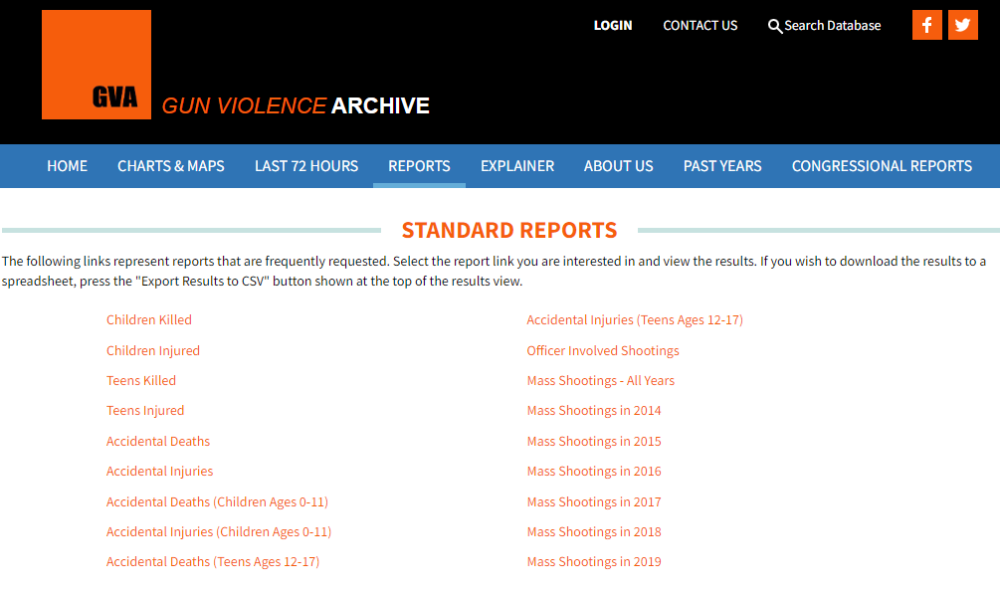 LOGIN CONTACT US Search Database
GVA
GUN VIOLENCE ARCHIVE
HOME CHARTS & MAPS LAST 72 HOURS REPORTS EXPLAINER ABOUT US PAST YEARS CONGRESSIONAL REPORTS
STANDARD REPORTS
The following links represent reports that are frequently requested. Select the report link you are interested in and view the results. If you wish to download the results to a
spreadsheet, press the "Export Results to CSV" button shown at the top of the results view.
Children Killed
Children Injured
Teens Killed
Teens Injured
Accidental Deaths
Accidental Injuries
Accidental Deaths (Children Ages 0-11)
Accidental Injuries (Children Ages 0-11)
Accidental Deaths (Teens Ages 12-17)
Accidental Injuries (Teens Ages 12-17)
Officer Involved Shootings
Mass Shootings - All Years
Mass Shootings in 2014
Mass Shootings in 2015
Mass Shootings in 2016
Mass Shootings in 2017
Mass Shootings in 2018
Mass Shootings in 2019